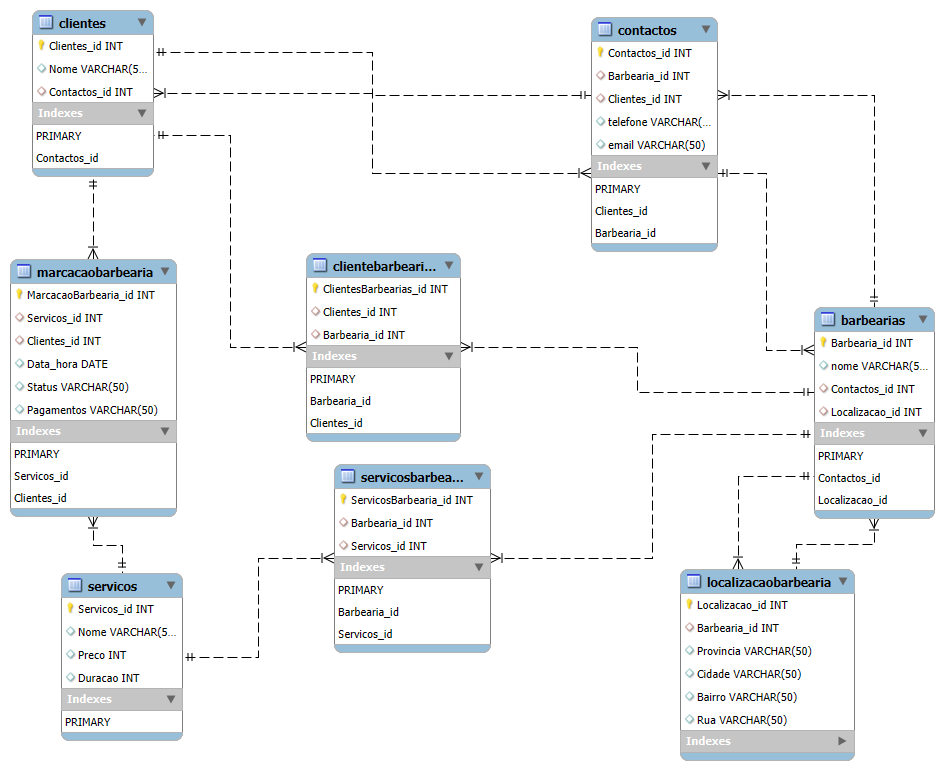 clientes
Clientes_id INT
Nome VARCHAR(5...
Contactos_id INT
Indexes
PRIMARY
Contactos_id
contactos
Contactos_id INT
Barbearia_id INT
Clientes_id INT
telefone VARCHAR(...
email VARCHAR(50)
Indexes
PRIMARY
Clientes_id
Barbearia_id
marcacaobarbearia
MarcacaoBarbearia_id INT
Servicos_id INT
Clientes_id INT
Data_hora DATE
Status VARCHAR(50)
Pagamentos VARCHAR(50)
Indexes
PRIMARY
Servicos_id
Clientes_id
clientebarbeari...
ClientesBarbearias_id INT
Clientes_id INT
Barbearia_id INT
Indexes
PRIMARY
Barbearia_id
Clientes_id
barbearias
Barbearia_id INT
nome VARCHAR(5...
Contactos_id INT
Localizacao_id INT
Indexes
PRIMARY
Contactos_id
Localizacao_id
servicosbarbea...
ServicosBarbearia_id INT
Barbearia_id INT
Servicos_id INT
Indexes
PRIMARY
Barbearia_id
Servicos_id
servicos
Servicos_id INT
Nome VARCHAR(5...
Preco INT
Duracao INT
Indexes
PRIMARY
localizacaobarbearia
Localizacao_id INT
Barbearia_id INT
Provincia VARCHAR(50)
Cidade VARCHAR(50)
Bairro VARCHAR(50)
Rua VARCHAR(50)
Indexes